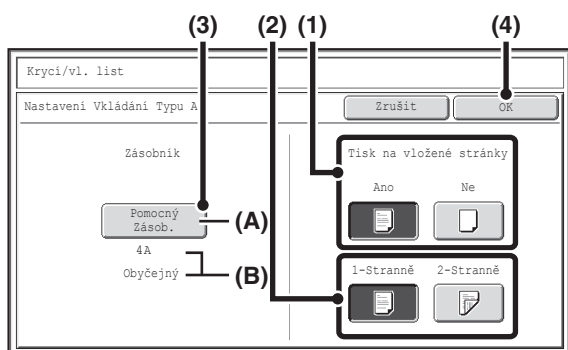 (3) (2) (1) (4)
Krycí/vl. list
Nastavení Vkládání Typu A
Zrušit
OK
Zásobník
Tisk na vložené stránky
Ano Ne
Pomocný
Zásob.
(A)
4A
Obyčejný
(B)
1-Stranně 2-Stranně